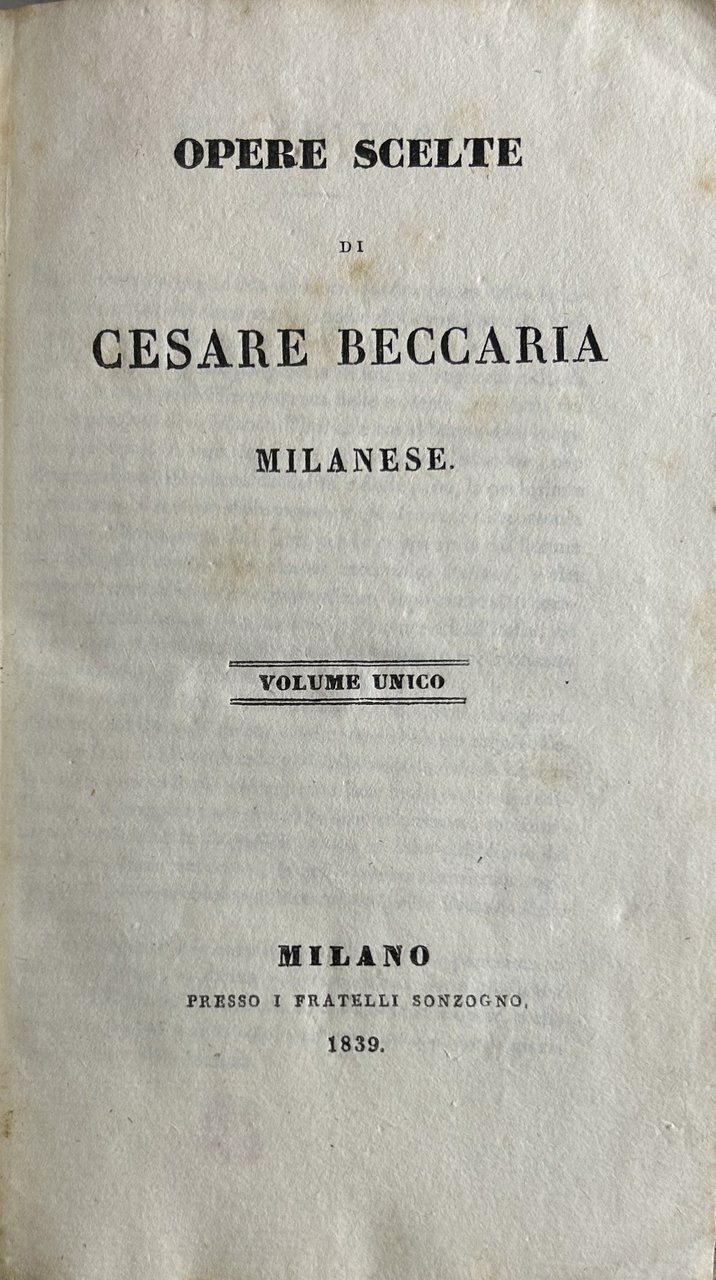 OPERE SCELTE
DI
CESARE BECCARIA
MILANESE.
VOLUME UNICO
MILANO
PRESSO I FRATELLI SONZOGNO,
1839.